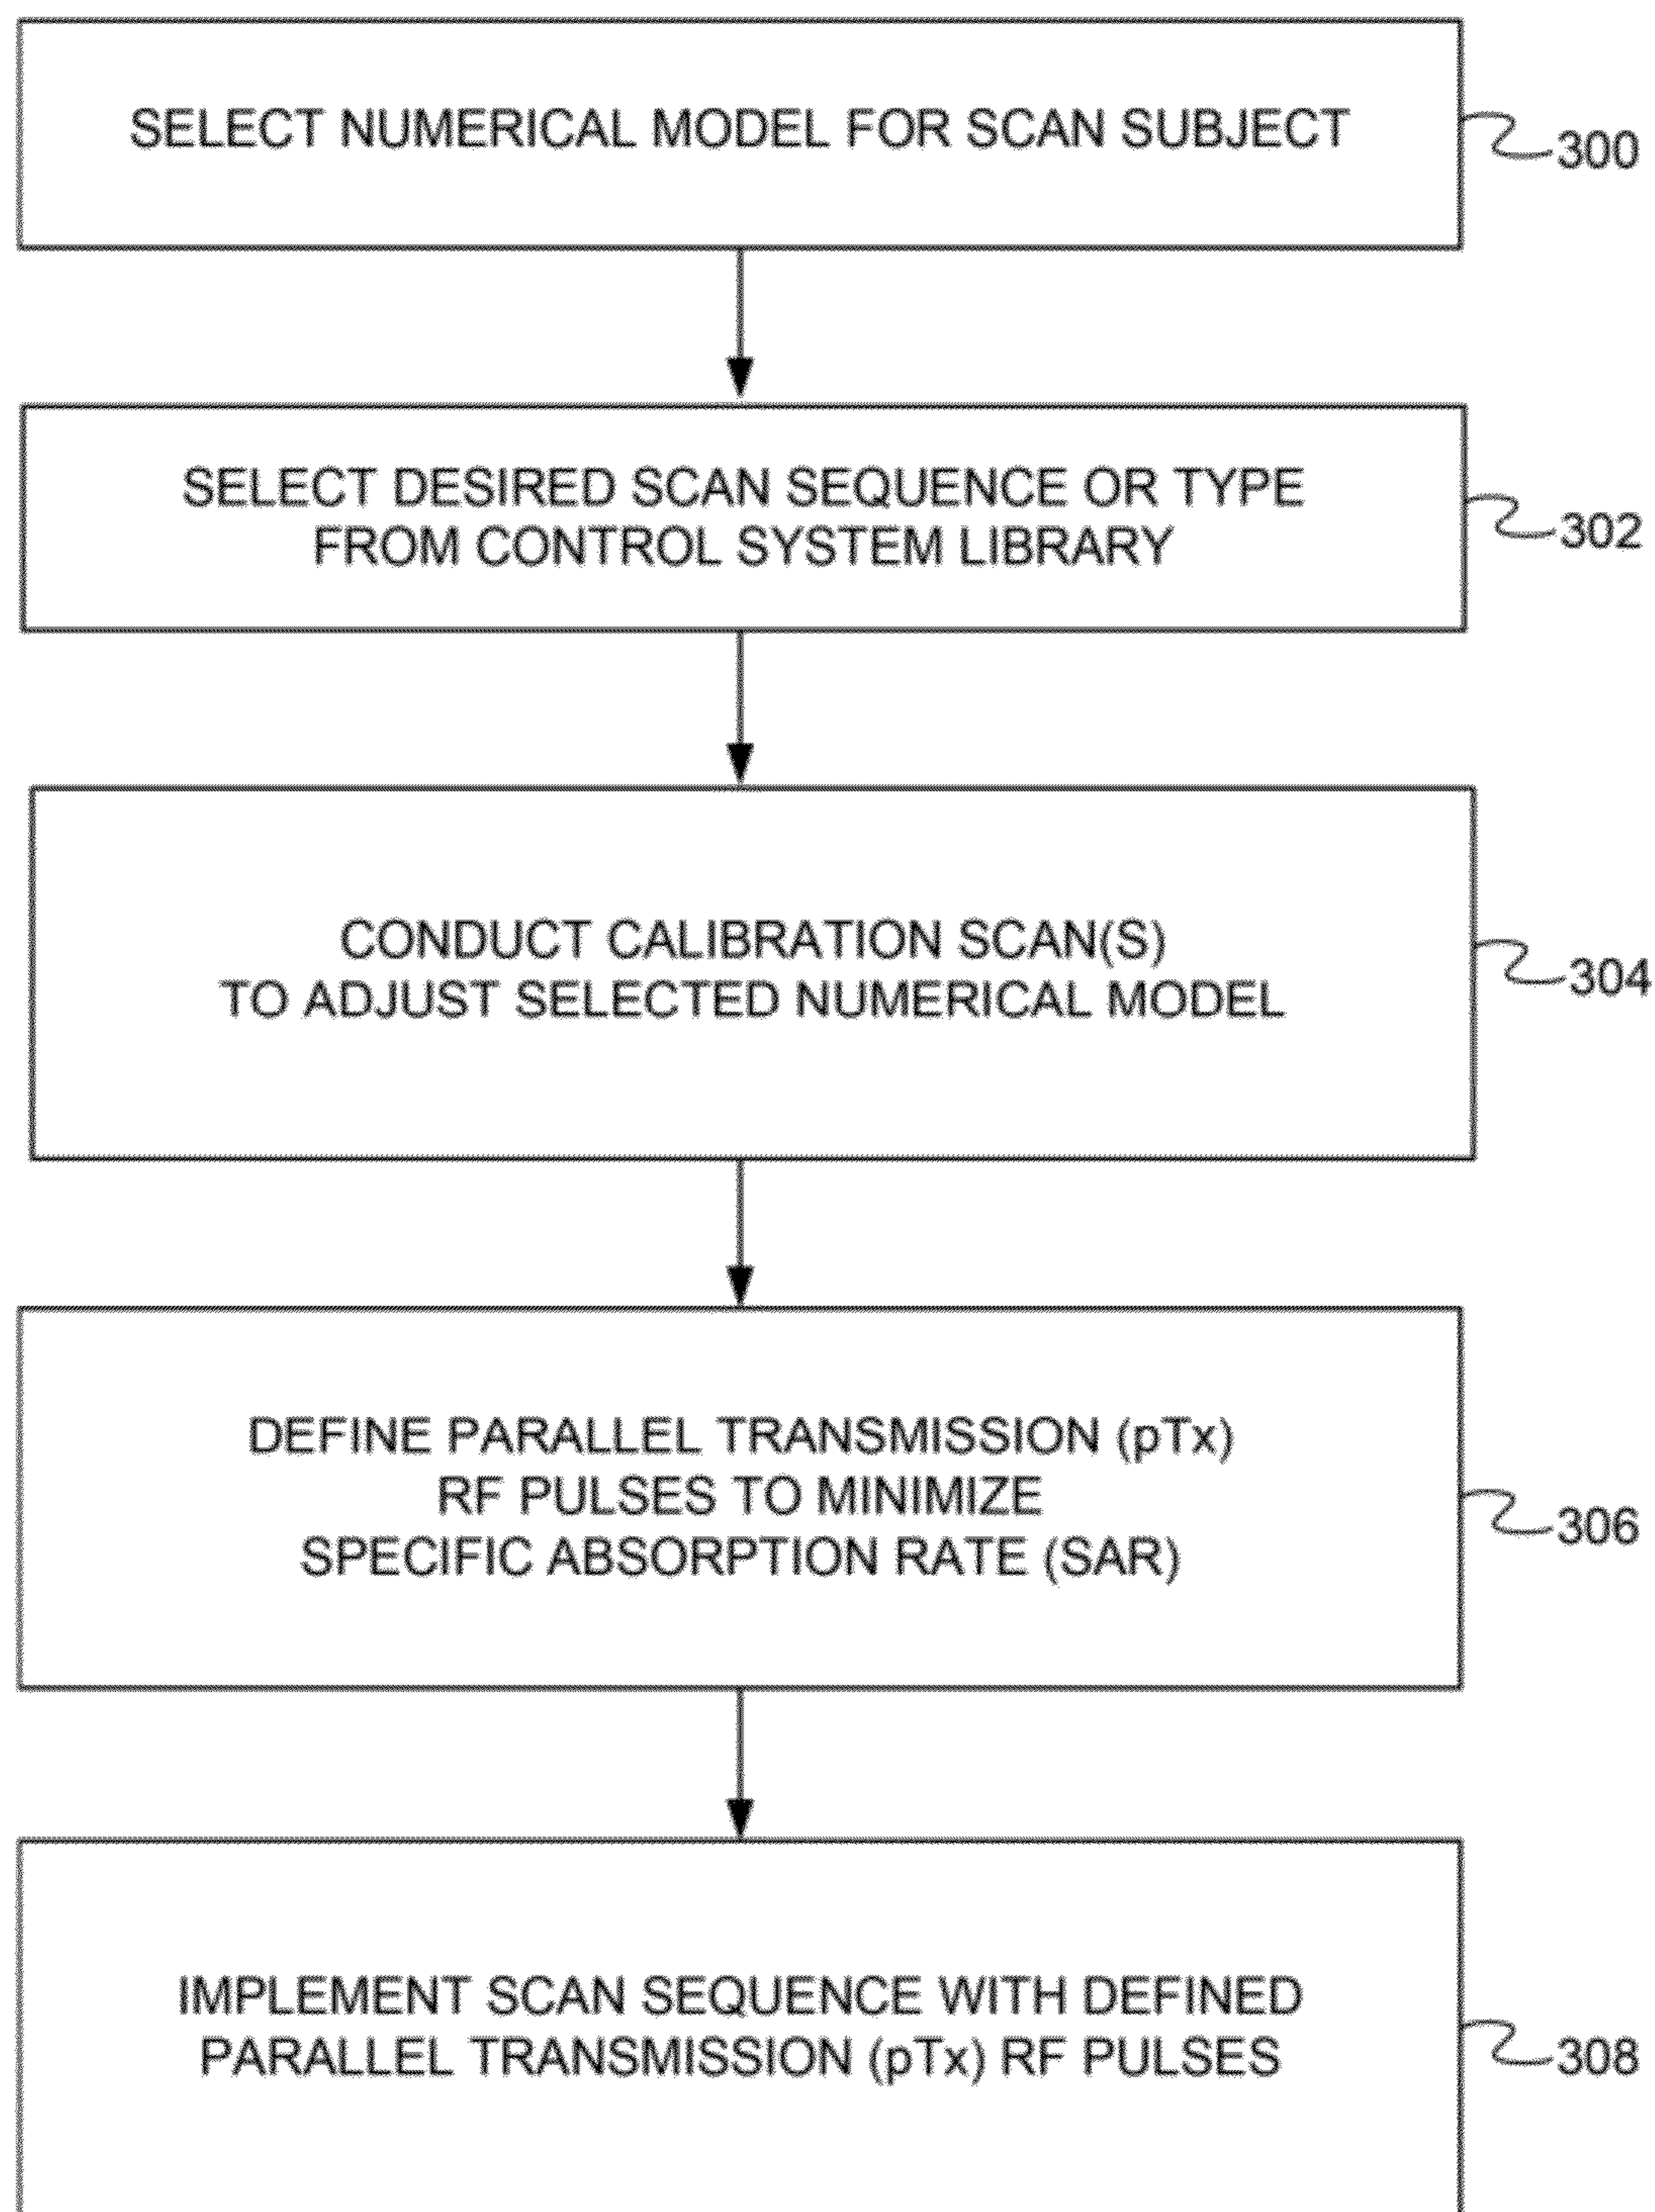 SELECT NUMERICAL MODEL FOR SCAN SUBJECT
300
SELECT DESIRED SCAN SEQUENCE OR TYPE
FROM CONTROL SYSTEM LIBRARY
302
CONDUCT CALIBRATION SCAN(S)
TO ADJUST SELECTED NUMERICAL MODEL
304
DEFINE PARALLEL TRANSMISSION (pTx)
RF PULSES TO MINIMIZE
SPECIFIC ABSORPTION RATE (SAR)
306
IMPLEMENT SCAN SEQUENCE WITH DEFINED
PARALLEL TRANSMISSION (pTx) RF PULSES
308